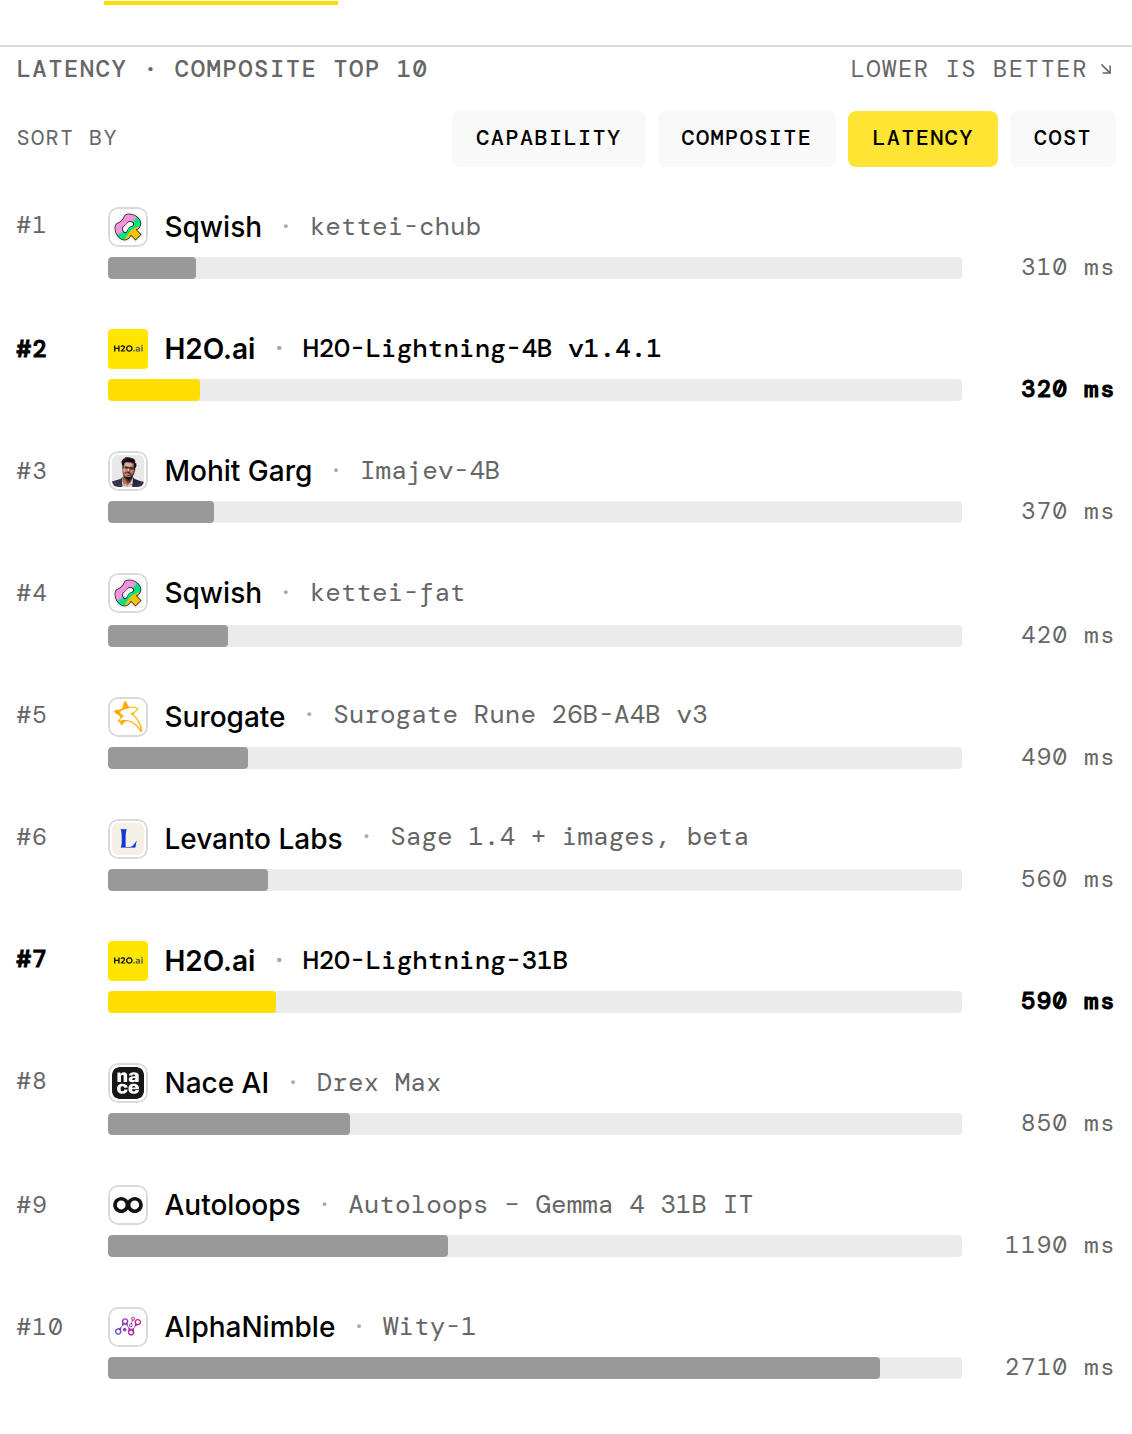 LATENCY · COMPOSITE TOP 10
LOWER IS BETTER ↘
SORT BY
CAPABILITY
COMPOSITE
LATENCY
COST
#1 Sqwish · kettei-chub
310 ms
#2 H2O.ai H2O.ai · H2O-Lightning-4B v1.4.1
320 ms
#3 Mohit Garg · Imajev-4B
370 ms
#4 Sqwish · kettei-fat
420 ms
#5 Surogate · Surogate Rune 26B-A4B v3
490 ms
#6 L Levanto Labs · Sage 1.4 + images, beta
560 ms
#7 H2O.ai H2O.ai · H2O-Lightning-31B
590 ms
#8 nace Nace AI · Drex Max
850 ms
#9 Autoloops · Autoloops - Gemma 4 31B IT
1190 ms
#10 AlphaNimble · Wity-1
2710 ms